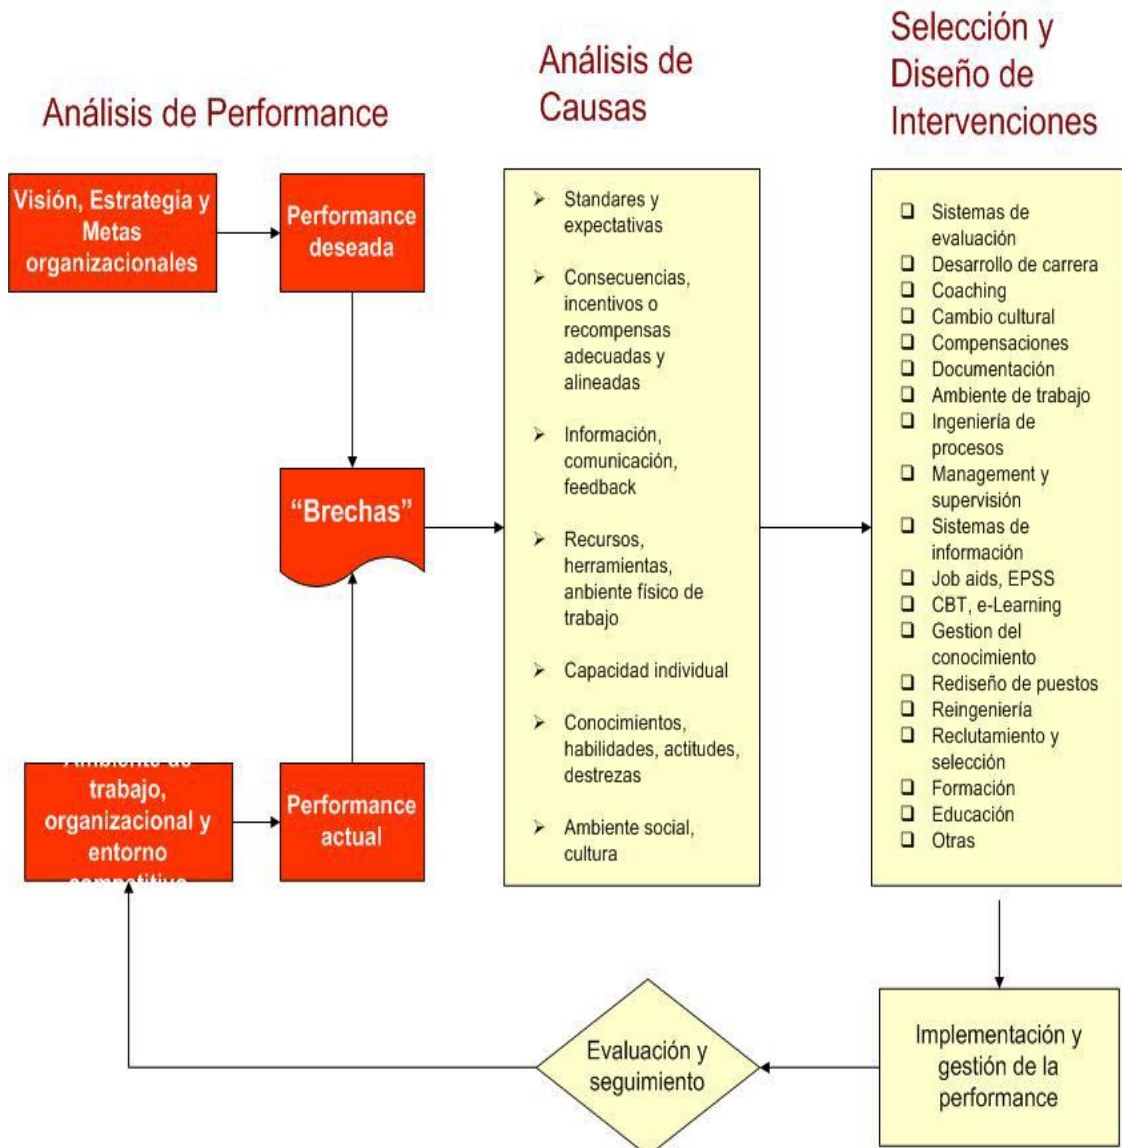 Análisis de Performance
Visión, Estrategia y
Metas
organizacionales
Performance
deseada
“Brechas”
Ambiente de
trabajo,
organizacional y
entorno
competitivo
Performance
actual
Análisis de
Causas
Standares y
expectativas
Consecuencias,
incentivos o
recompensas
adecuadas y
alineadas
Información,
comunicación,
feedback
Recursos,
herramientas,
anbiente físico de
trabajo
Capacidad individual
Conocimientos,
habilidades, actitudes,
destrezas
Ambiente social,
cultura
Selección y
Diseño de
Intervenciones
Sistemas de
evaluación
Desarrollo de carrera
Coaching
Cambio cultural
Compensaciones
Documentación
Ambiente de trabajo
Ingeniería de
procesos
Management y
supervisión
Sistemas de
información
Job aids, EPSS
CBT, e-Learning
Gestion del
conocimiento
Rediseño de puestos
Reingeniería
Reclutamiento y
selección
Formación
Educación
Otras
Implementación y
gestión de la
performance
Evaluación y
seguimiento